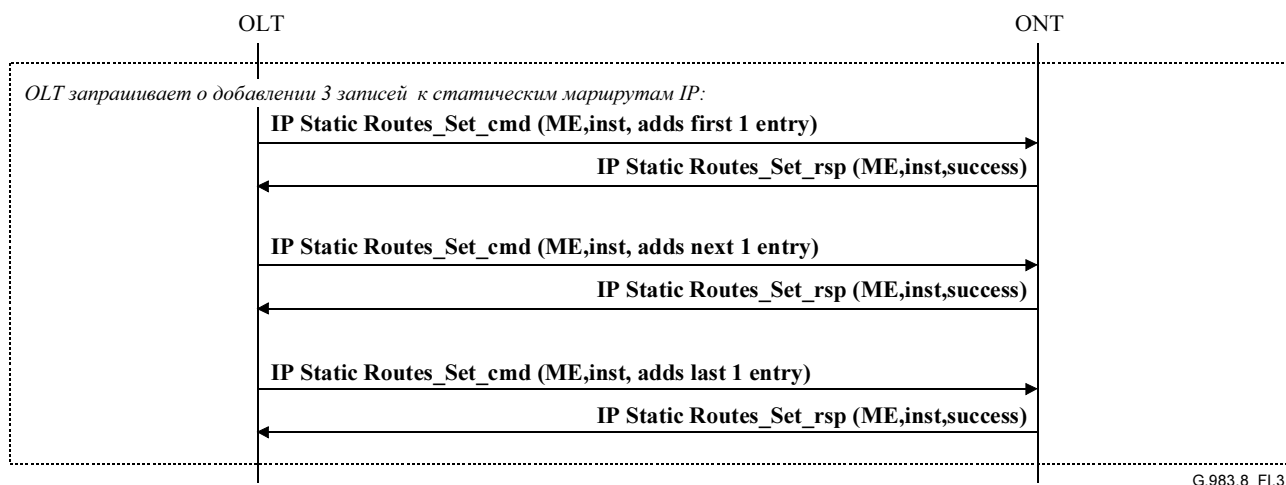 OLT ONT
OLT запрашивает о добавлении 3 записей к статическим маршрутам IP:
IP Static Routes_Set_cmd (ME,inst, adds first 1 entry)
IP Static Routes_Set_rsp (ME,inst,success)
IP Static Routes_Set_cmd (ME,inst, adds next 1 entry)
IP Static Routes_Set_rsp (ME,inst,success)
IP Static Routes_Set_cmd (ME,inst, adds last 1 entry)
IP Static Routes_Set_rsp (ME,inst,success)
G.983.8_FI.3